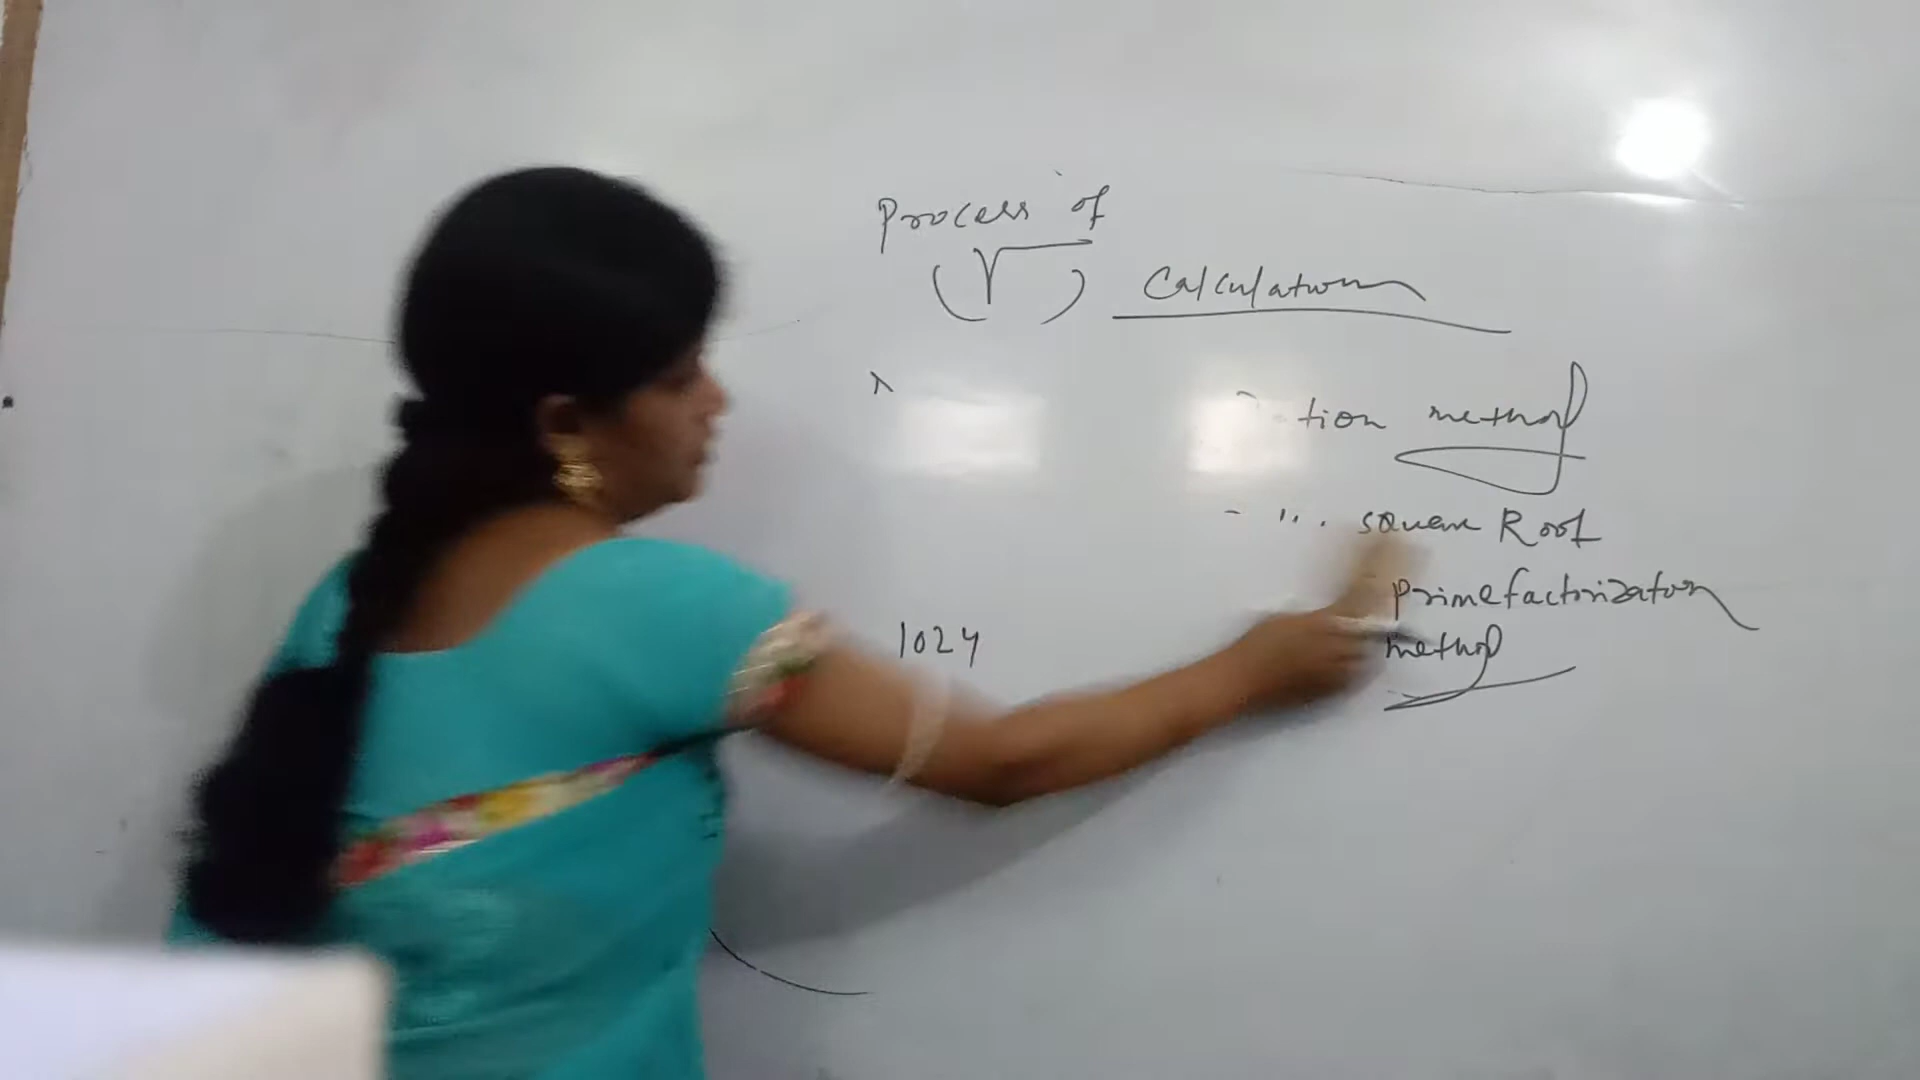 Process of
(√) Calculation
tion method
square Root
Primefactorization
1024 method